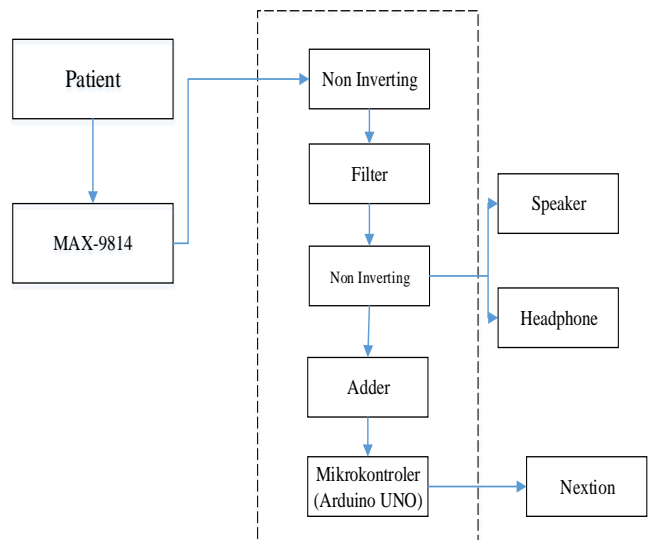 Patient
MAX-9814
Non Inverting
Filter
Non Inverting
Speaker
Headphone
Adder
Mikrokontroler
(Arduino UNO)
Nextion